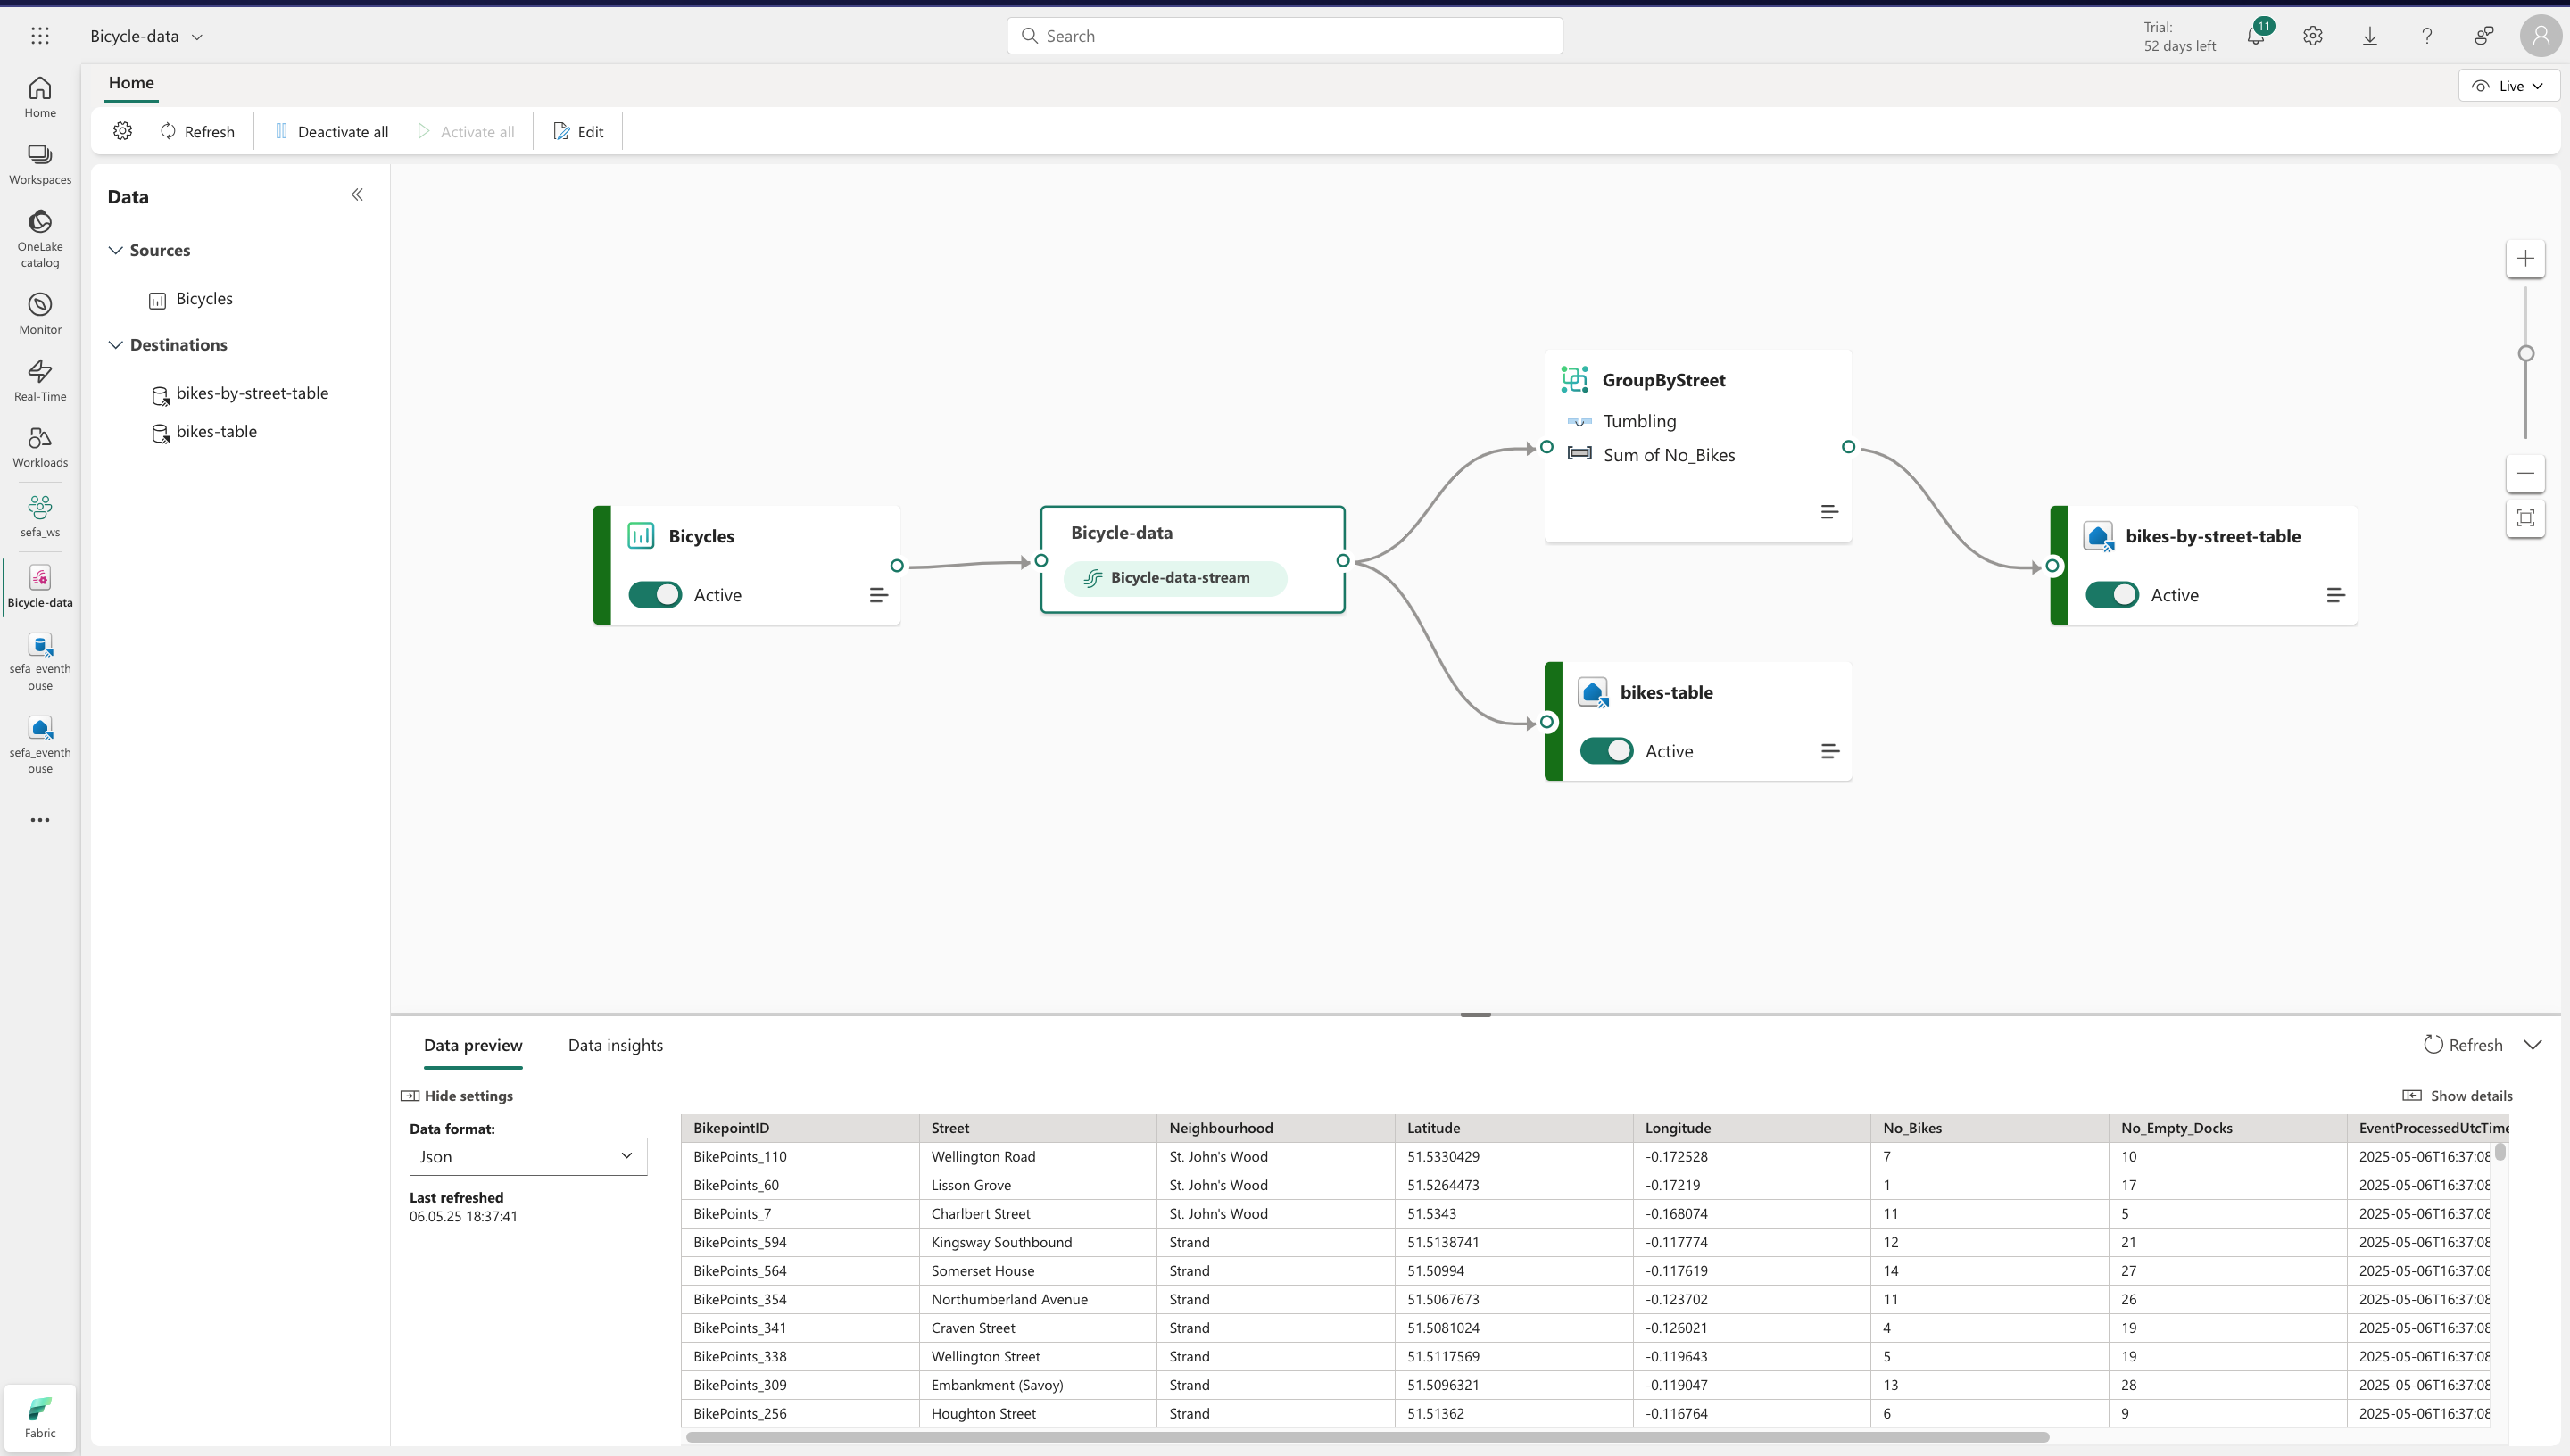 Bicycle-data
Search
Trial:
52 days left
11
Home
Live
Refresh
Deactivate all
Activate all
Edit
Home
Workspaces
OneLake
catalog
Monitor
Real-Time
Workloads
sefa_ws
Bicycle-data
sefa_eventh
ouse
sefa_eventh
ouse
Fabric
Data
Sources
Bicycles
Destinations
bikes-by-street-table
bikes-table
Bicycles
Active
Bicycle-data
Bicycle-data-stream
GroupByStreet
Tumbling
Sum of No_Bikes
bikes-by-street-table
Active
bikes-table
Active
Data preview
Data insights
Refresh
Hide settings
Show details
Data format:
Json
Last refreshed
06.05.25 18:37:41
BikepointID Street Neighbourhood Latitude Longitude No_Bikes No_Empty_Docks EventProcessedUtcTime
BikePoints_110 Wellington Road St. John's Wood 51.5330429 -0.172528 7 10 2025-05-06T16:37:08
BikePoints_60 Lisson Grove St. John's Wood 51.5264473 -0.17219 1 17 2025-05-06T16:37:08
BikePoints_7 Charlbert Street St. John's Wood 51.5343 -0.168074 11 5 2025-05-06T16:37:08
BikePoints_594 Kingsway Southbound Strand 51.5138741 -0.117774 12 21 2025-05-06T16:37:08
BikePoints_564 Somerset House Strand 51.50994 -0.117619 14 27 2025-05-06T16:37:08
BikePoints_354 Northumberland Avenue Strand 51.5067673 -0.123702 11 26 2025-05-06T16:37:08
BikePoints_341 Craven Street Strand 51.5081024 -0.126021 4 19 2025-05-06T16:37:08
BikePoints_338 Wellington Street Strand 51.5117569 -0.119643 5 19 2025-05-06T16:37:08
BikePoints_309 Embankment (Savoy) Strand 51.5096321 -0.119047 13 28 2025-05-06T16:37:08
BikePoints_256 Houghton Street Strand 51.51362 -0.116764 6 9 2025-05-06T16:37:08